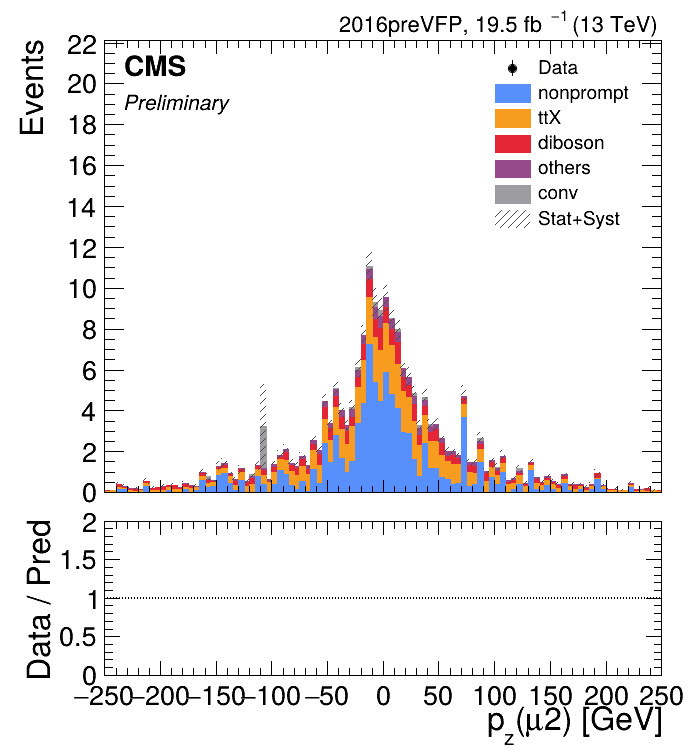 2016preVFP, 19.5 fb⁻¹ (13 TeV)
Events
CMS
Preliminary
Data
nonprompt
ttX
diboson
others
conv
Stat+Syst
22
20
18
16
14
12
10
8
6
4
2
0
Data / Pred
2
1.5
1
0.5
0
−250 −200 −150 −100 −50 0 50 100 150 200 250
p_z(μ2) [GeV]